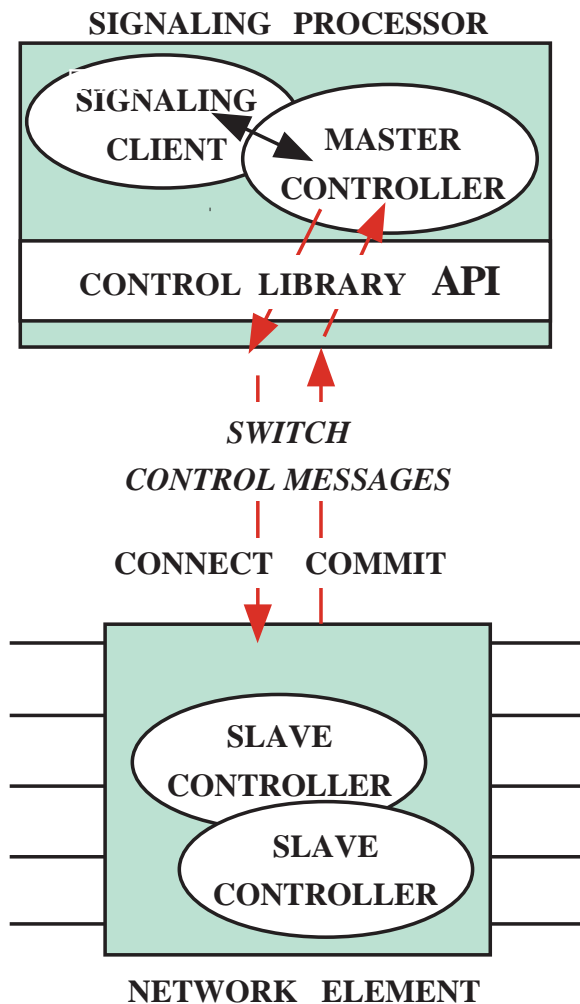 SIGNALING PROCESSOR
SIGNALING
CLIENT
MASTER
CONTROLLER
CONTROL LIBRARY API
SWITCH
CONTROL MESSAGES
CONNECT COMMIT
SLAVE
CONTROLLER
SLAVE
CONTROLLER
NETWORK ELEMENT